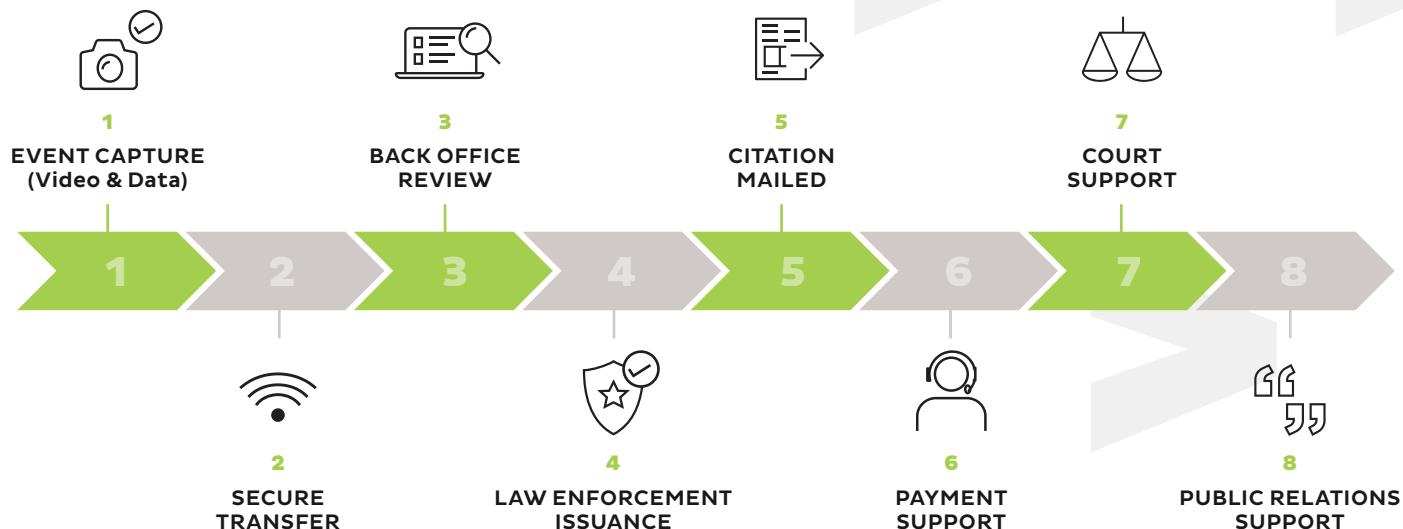 1
EVENT CAPTURE
(Video & Data)
3
BACK OFFICE
REVIEW
5
CITATION
MAILED
7
COURT
SUPPORT
1
2
3
4
5
6
7
8
2
SECURE
TRANSFER
4
LAW ENFORCEMENT
ISSUANCE
6
PAYMENT
SUPPORT
8
PUBLIC RELATIONS
SUPPORT